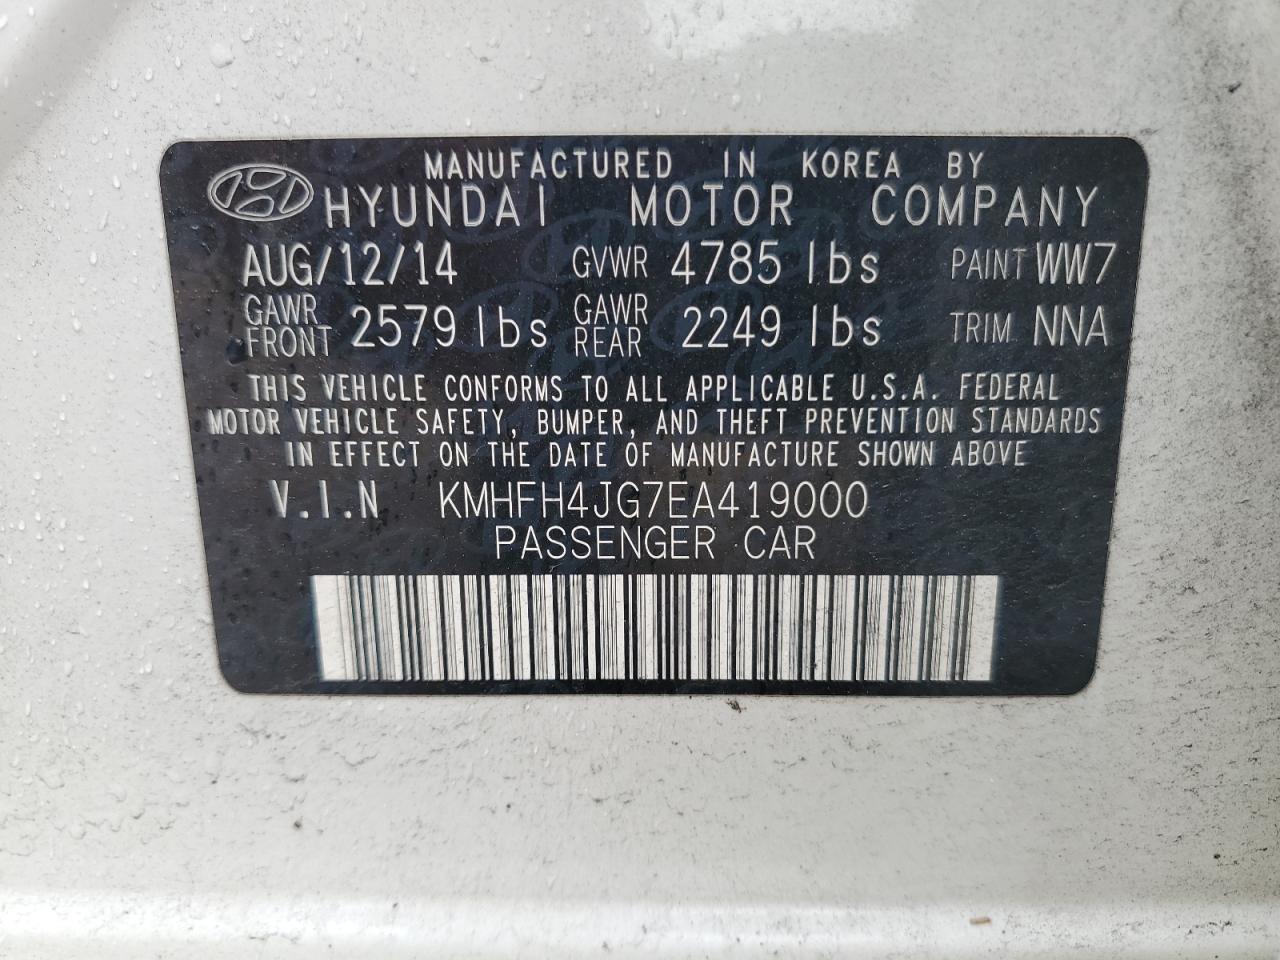 MANUFACTURED IN KOREA BY
HYUNDAI MOTOR COMPANY
AUG/12/14 GVWR 4785 lbs PAINT WW7
GAWR FRONT 2579 lbs GAWR REAR 2249 lbs TRIM NNA
THIS VEHICLE CONFORMS TO ALL APPLICABLE U.S.A. FEDERAL
MOTOR VEHICLE SAFETY, BUMPER, AND THEFT PREVENTION STANDARDS
IN EFFECT ON THE DATE OF MANUFACTURE SHOWN ABOVE
V.I.N KMHFH4JG7EA419000
PASSENGER CAR